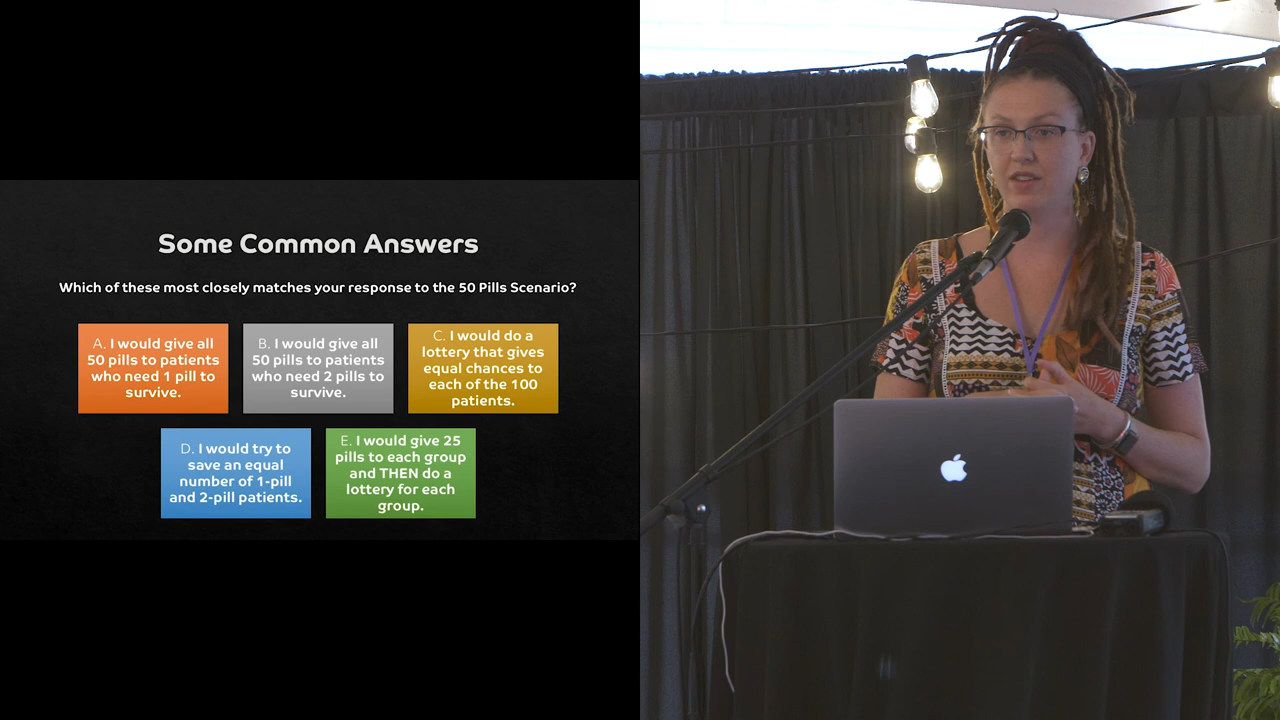 Some Common Answers
Which of these most closely matches your response to the 50 Pills Scenario?
A. I would give all
50 pills to patients
who need 1 pill to
survive.
B. I would give all
50 pills to patients
who need 2 pills to
survive.
C. I would do a
lottery that gives
equal chances to
each of the 100
patients.
D. I would try to
save an equal
number of 1-pill
and 2-pill patients.
E. I would give 25
pills to each group
and THEN do a
lottery for each
group.